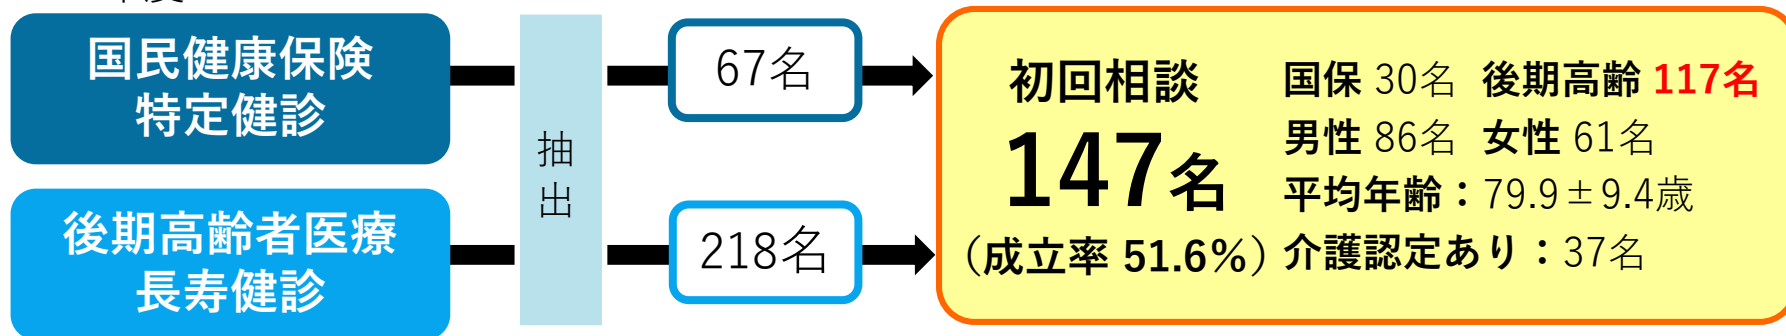 国民健康保険
特定健診
後期高齢者医療
長寿健診
抽
出
67名
218名
初回相談
147名
（成立率 51.6%）
国保 30名 後期高齢 117名
男性 86名 女性 61名
平均年齢：79.9±9.4歳
介護認定あり：37名